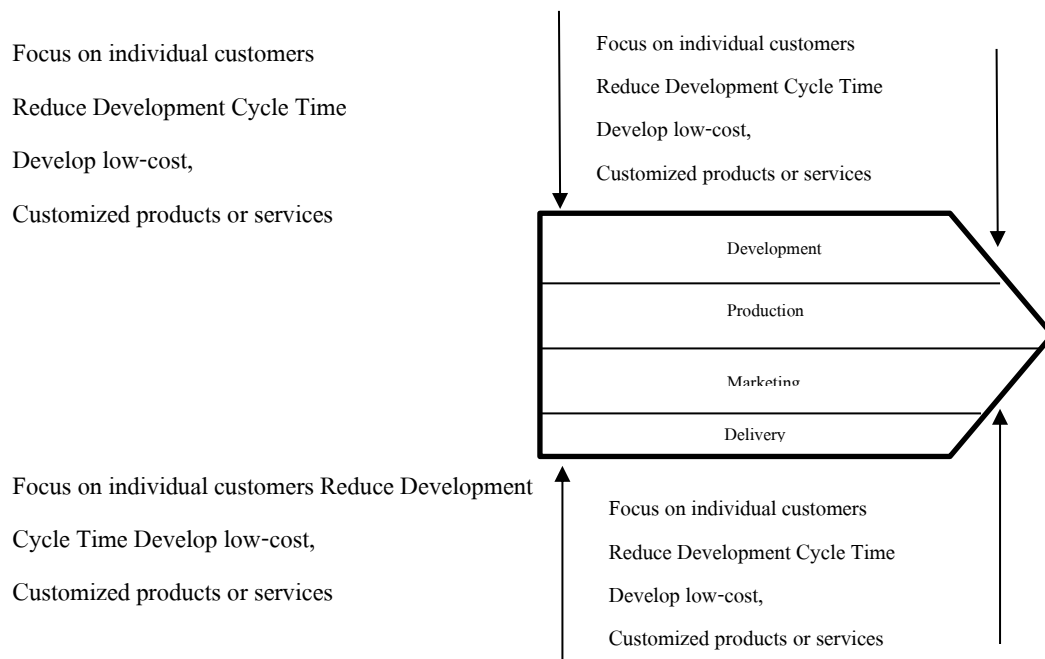 Focus on individual customers
Reduce Development Cycle Time
Develop low-cost,
Customized products or services
Focus on individual customers
Reduce Development Cycle Time
Develop low-cost,
Customized products or services
Development
Production
Marketing
Delivery
Focus on individual customers Reduce Development
Cycle Time Develop low-cost,
Customized products or services
Focus on individual customers
Reduce Development Cycle Time
Develop low-cost,
Customized products or services